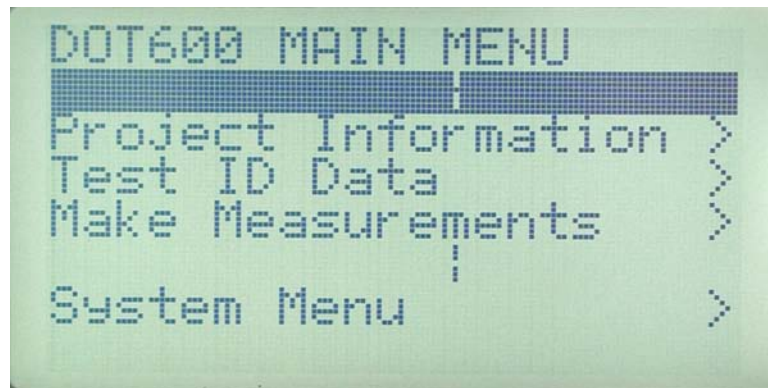 DOT600 MAIN MENU
Project Information >
Test ID Data >
Make Measurements >
System Menu >